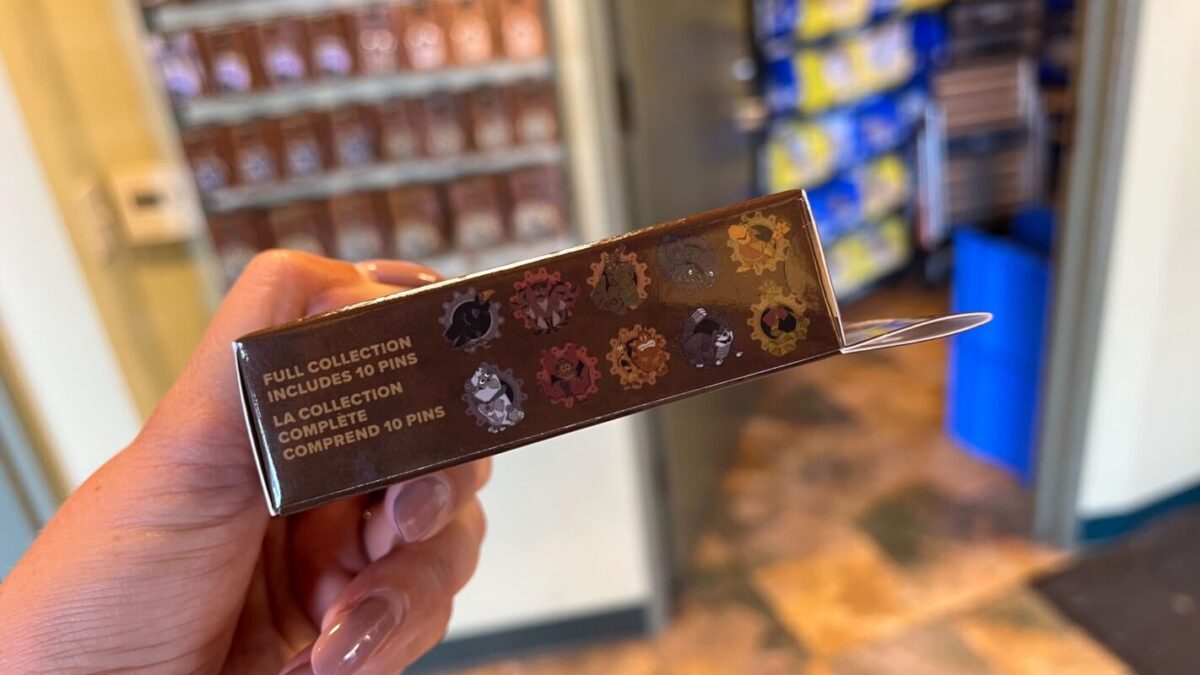 FULL COLLECTION
INCLUDES 10 PINS
LA COLLECTION
COMPLÈTE
COMPREND 10 PINS